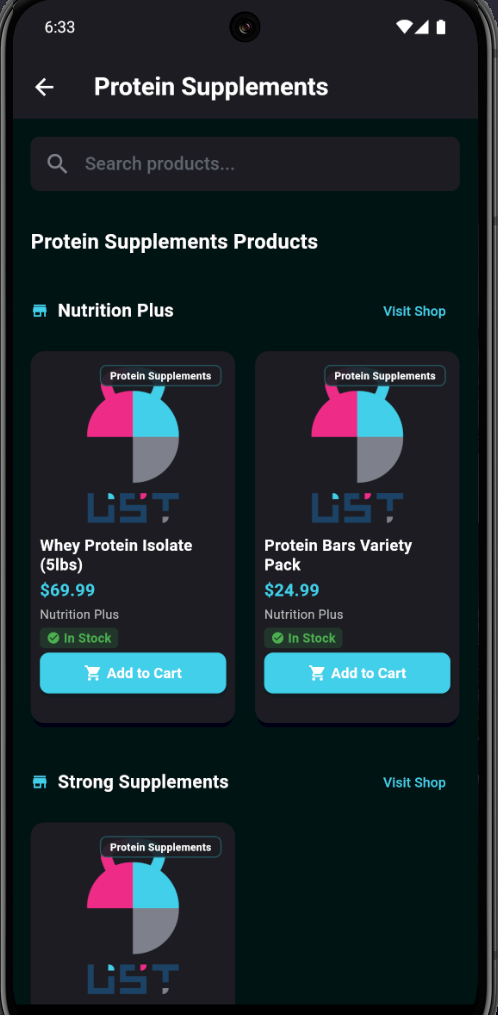 6:33
Protein Supplements
Search products...
Protein Supplements Products
Nutrition Plus
Visit Shop
Protein Supplements
Protein Supplements
UST
UST
Whey Protein Isolate
(5lbs)
Protein Bars Variety
Pack
$69.99
$24.99
Nutrition Plus
Nutrition Plus
In Stock
In Stock
Add to Cart
Add to Cart
Strong Supplements
Visit Shop
Protein Supplements
UST